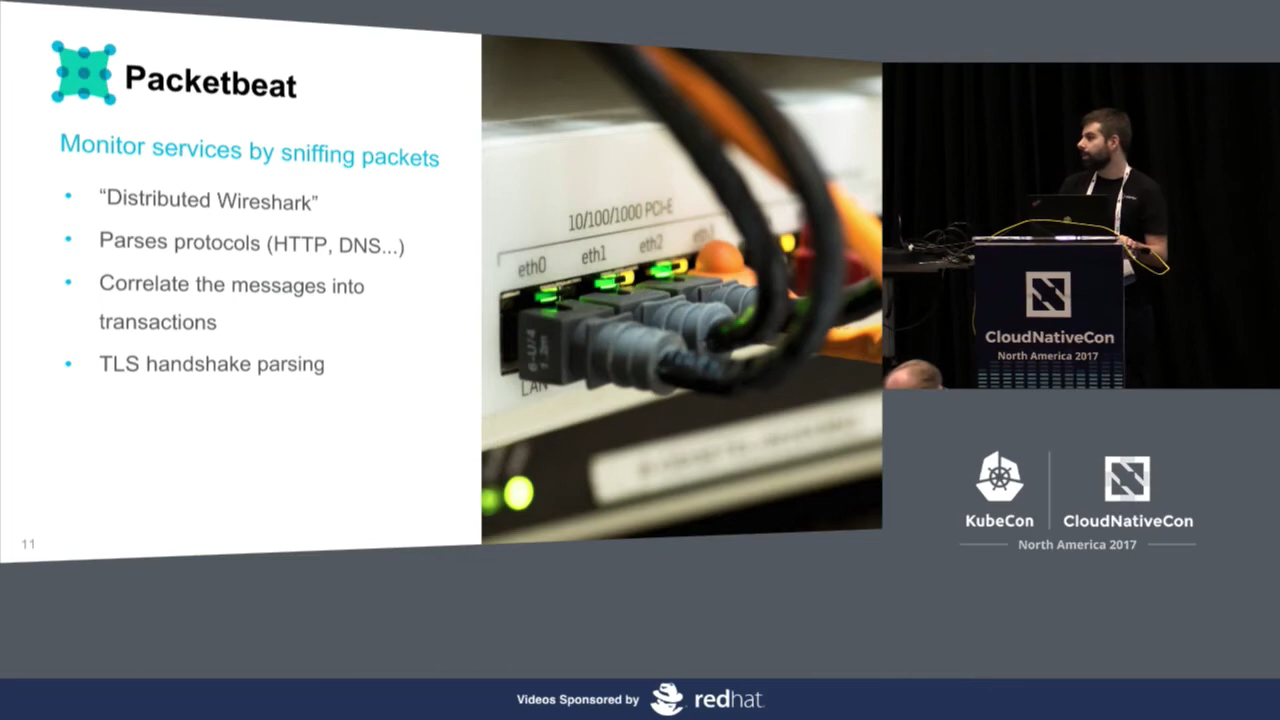 Packetbeat
Monitor services by sniffing packets
• “Distributed Wireshark”
• Parses protocols (HTTP, DNS...)
• Correlate the messages into
transactions
• TLS handshake parsing
11
10/100/1000 PCI-E
eth0
eth1
eth2
LAN
CloudNativeCon
North America 2017
KubeCon
CloudNativeCon
North America 2017
Videos Sponsored by
redhat.